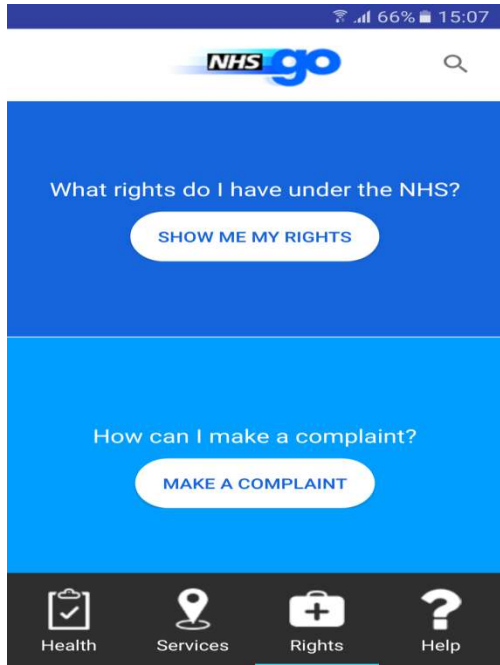 66% 15:07
NHS go
What rights do I have under the NHS?
SHOW ME MY RIGHTS
How can I make a complaint?
MAKE A COMPLAINT
Health Services Rights Help